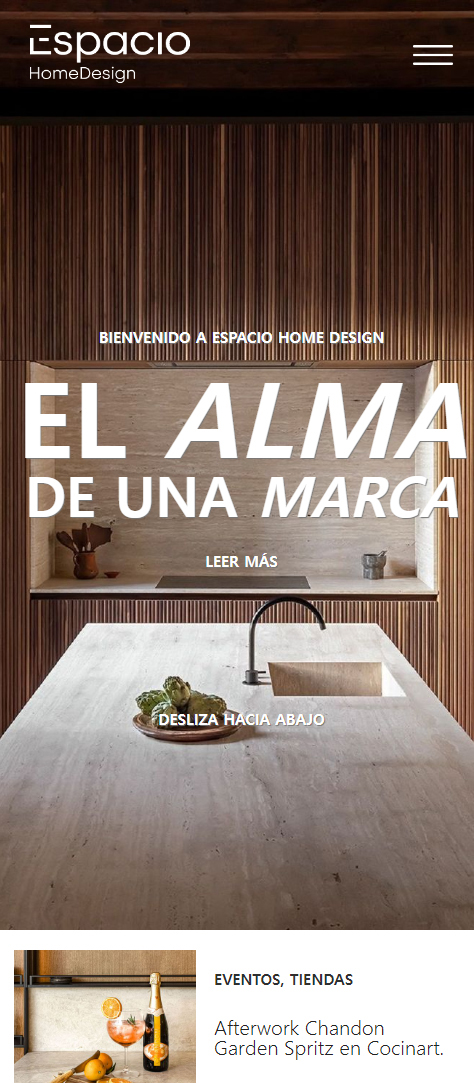 Espacio
HomeDesign
BIENVENIDO A ESPACIO HOME DESIGN
EL ALMA
DE UNA MARCA
LEER MÁS
DESLIZA HACIA ABAJO
EVENTOS, TIENDAS
Afterwork Chandon
Garden Spritz en Cocinart.